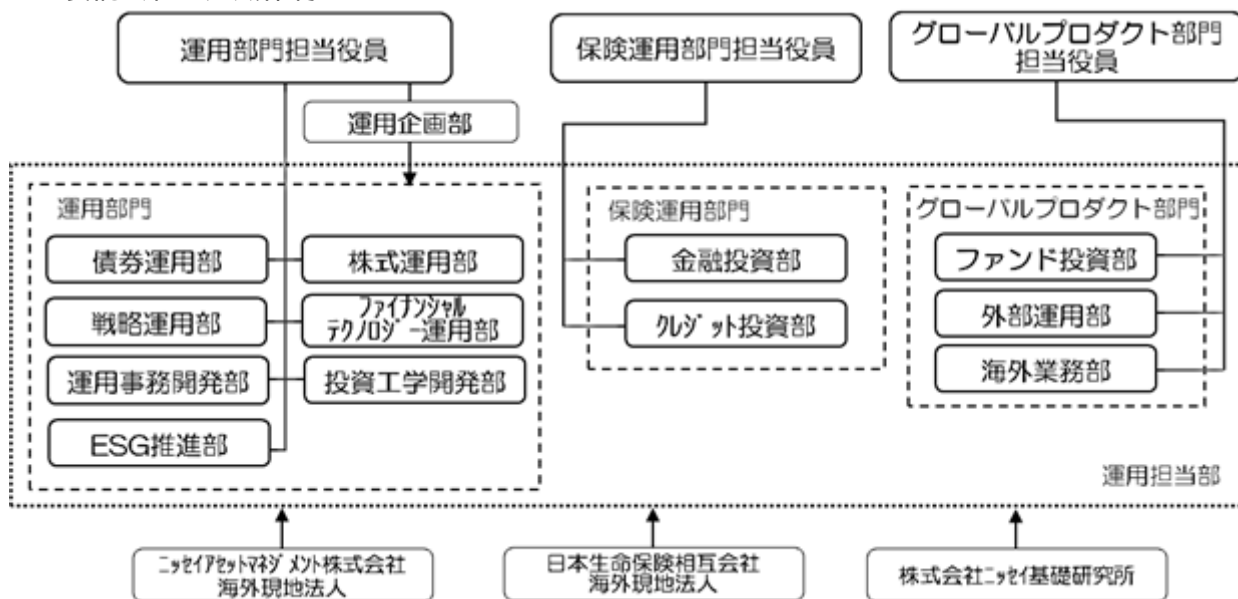 運用部門担当役員
保険運用部門担当役員
グローバルプロダクト部門
担当役員
運用企画部
運用部門
債券運用部
株式運用部
戦略運用部
ファイナンシャル
テクノロジー運用部
運用事務開発部
投資工学開発部
ESG推進部
保険運用部門
金融投資部
クレジット投資部
グローバルプロダクト部門
ファンド投資部
外部運用部
海外業務部
運用担当部
ニッセイアセットマネジメント株式会社
海外現地法人
日本生命保険相互会社
海外現地法人
株式会社ニッセイ基礎研究所